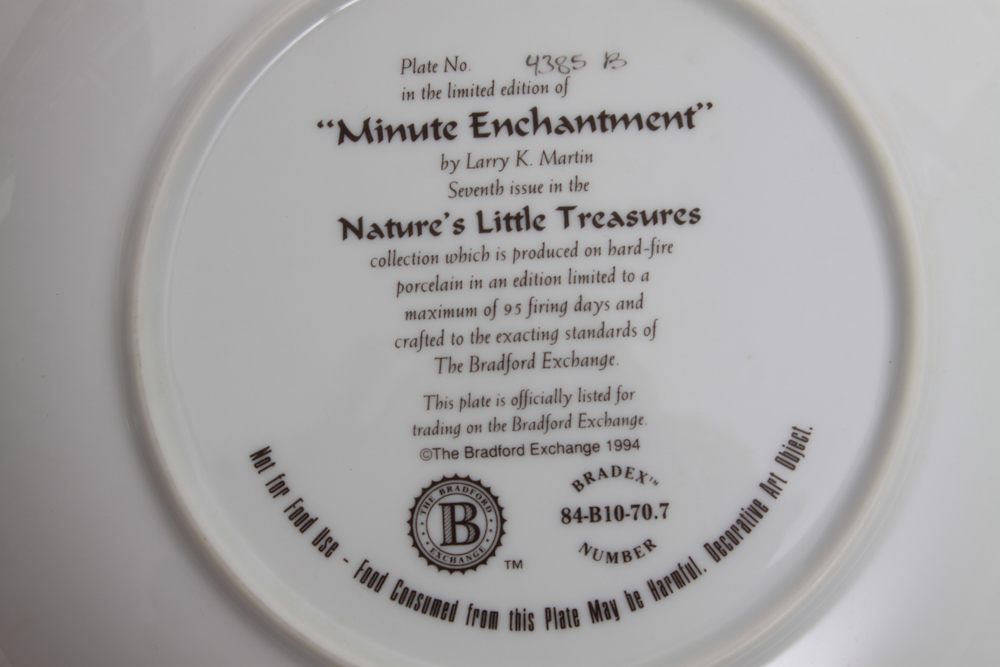 Plate No. 4385 B
in the limited edition of
“Minute Enchantment”
by Larry K. Martin
Seventh issue in the
Nature's Little Treasures
collection which is produced on hard-fire
porcelain in an edition limited to a
maximum of 95 firing days and
crafted to the exacting standards of
The Bradford Exchange.
This plate is officially listed for
trading on the Bradford Exchange.
©The Bradford Exchange 1994
THE BRADFORD
B
EXCHANGE
TM
BRADEX™
84-B10-70.7
NUMBER
Not for Food Use - Food Consumed from this Plate May be Harmful. Decorative Art Object.